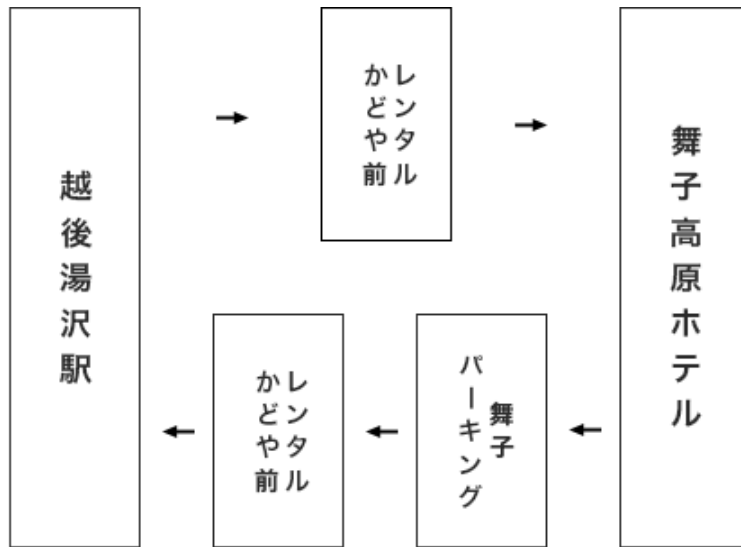 越後湯沢駅
レンタル
かどや前
舞子高原ホテル
レンタル
かどや前
舞子
パーキング